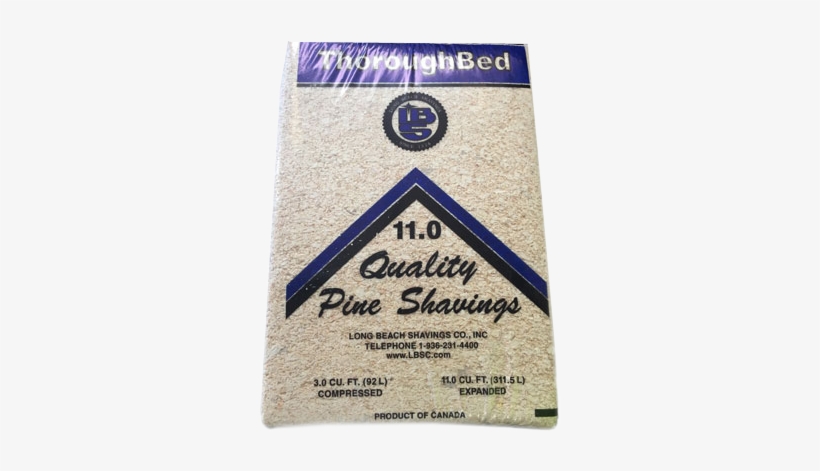 ThoroughBed
LBS
11.0
Quality
Pine Shavings
LONG BEACH SHAVINGS CO., INC
TELEPHONE 1-936-231-4400
www.LBSC.com
3.0 CU. FT. (92 L)
COMPRESSED
11.0 CU. FT. (311.5 L)
EXPANDED
PRODUCT OF CANADA